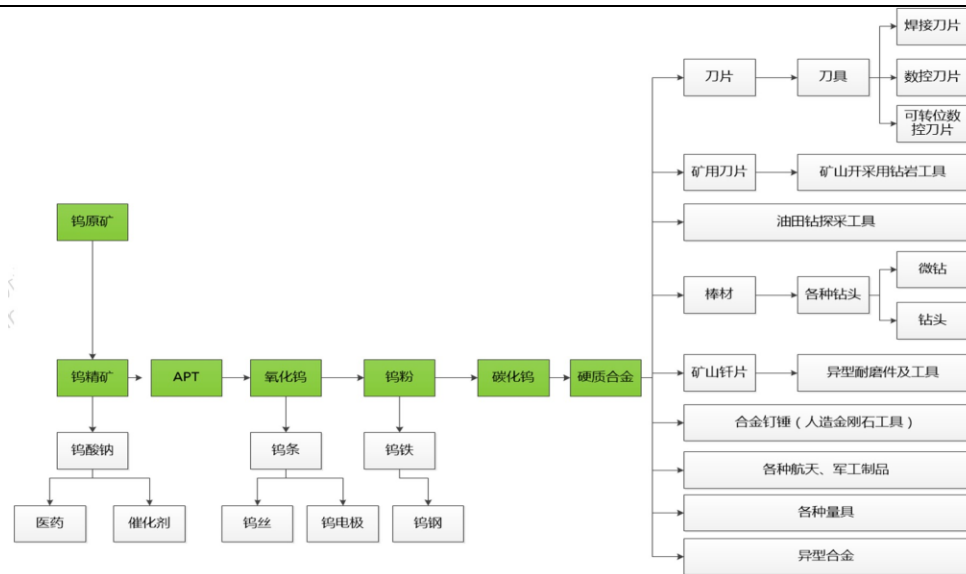 焊接刀片
刀片
刀具
数控刀片
可转位数
控刀片
矿用刀片
矿山开采用钻岩工具
钨原矿
油田钻探采工具
微钻
棒材
各种钻头
钻头
钨精矿
APT
氧化钨
钨粉
碳化钨
硬质合金
矿山钎片
异型耐磨件及工具
合金钉锤（人造金刚石工具）
钨酸钠
钨条
钨铁
各种航天、军工制品
医药
催化剂
钨丝
钨电极
钨钢
各种量具
异型合金